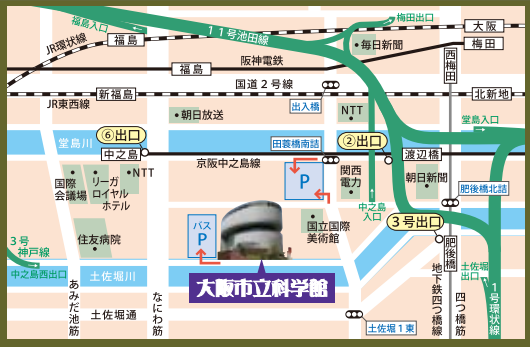 福島入口
福島
11号池田線
梅田出口
大阪
JR環状線
毎日新聞
梅田
阪神電鉄
福島
西梅田
国道2号線
新福島
北新地
JR東西線
出入橋
朝日放送
NTT
堂島入口
⑥出口
堂島川
田蓑橋南詰
②出口
中之島
京阪中之島線
渡辺橋
国際
会議場
リーガ
ロイヤル
ホテル
NTT
P
関西
電力
朝日新聞
肥後橋北詰
中之島
入口
3号出口
住友病院
バス
P
国立国際
美術館
3号
神戸線
肥後橋
中之島西出口
土佐堀川
大阪市立科学館
土佐堀
出口
1号環状線
あみだ池筋
土佐堀通
なにわ筋
土佐堀1東
地下鉄四つ橋線
四つ橋筋